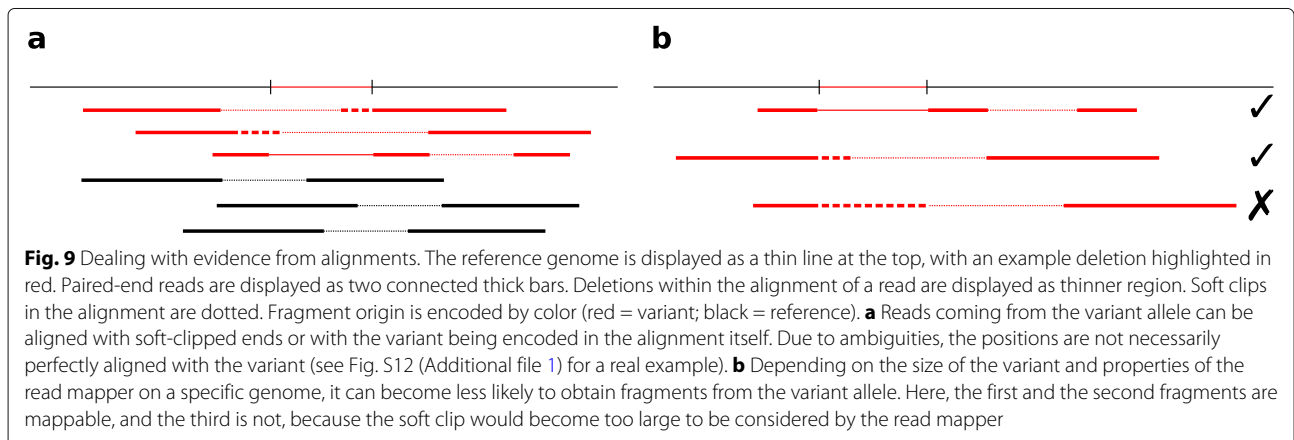 a
b
✓
✓
✗
Fig. 9 Dealing with evidence from alignments. The reference genome is displayed as a thin line at the top, with an example deletion highlighted in
red. Paired-end reads are displayed as two connected thick bars. Deletions within the alignment of a read are displayed as thinner region. Soft clips
in the alignment are dotted. Fragment origin is encoded by color (red = variant; black = reference). a Reads coming from the variant allele can be
aligned with soft-clipped ends or with the variant being encoded in the alignment itself. Due to ambiguities, the positions are not necessarily
perfectly aligned with the variant (see Fig. S12 (Additional file 1) for a real example). b Depending on the size of the variant and properties of the
read mapper on a specific genome, it can become less likely to obtain fragments from the variant allele. Here, the first and the second fragments are
mappable, and the third is not, because the soft clip would become too large to be considered by the read mapper